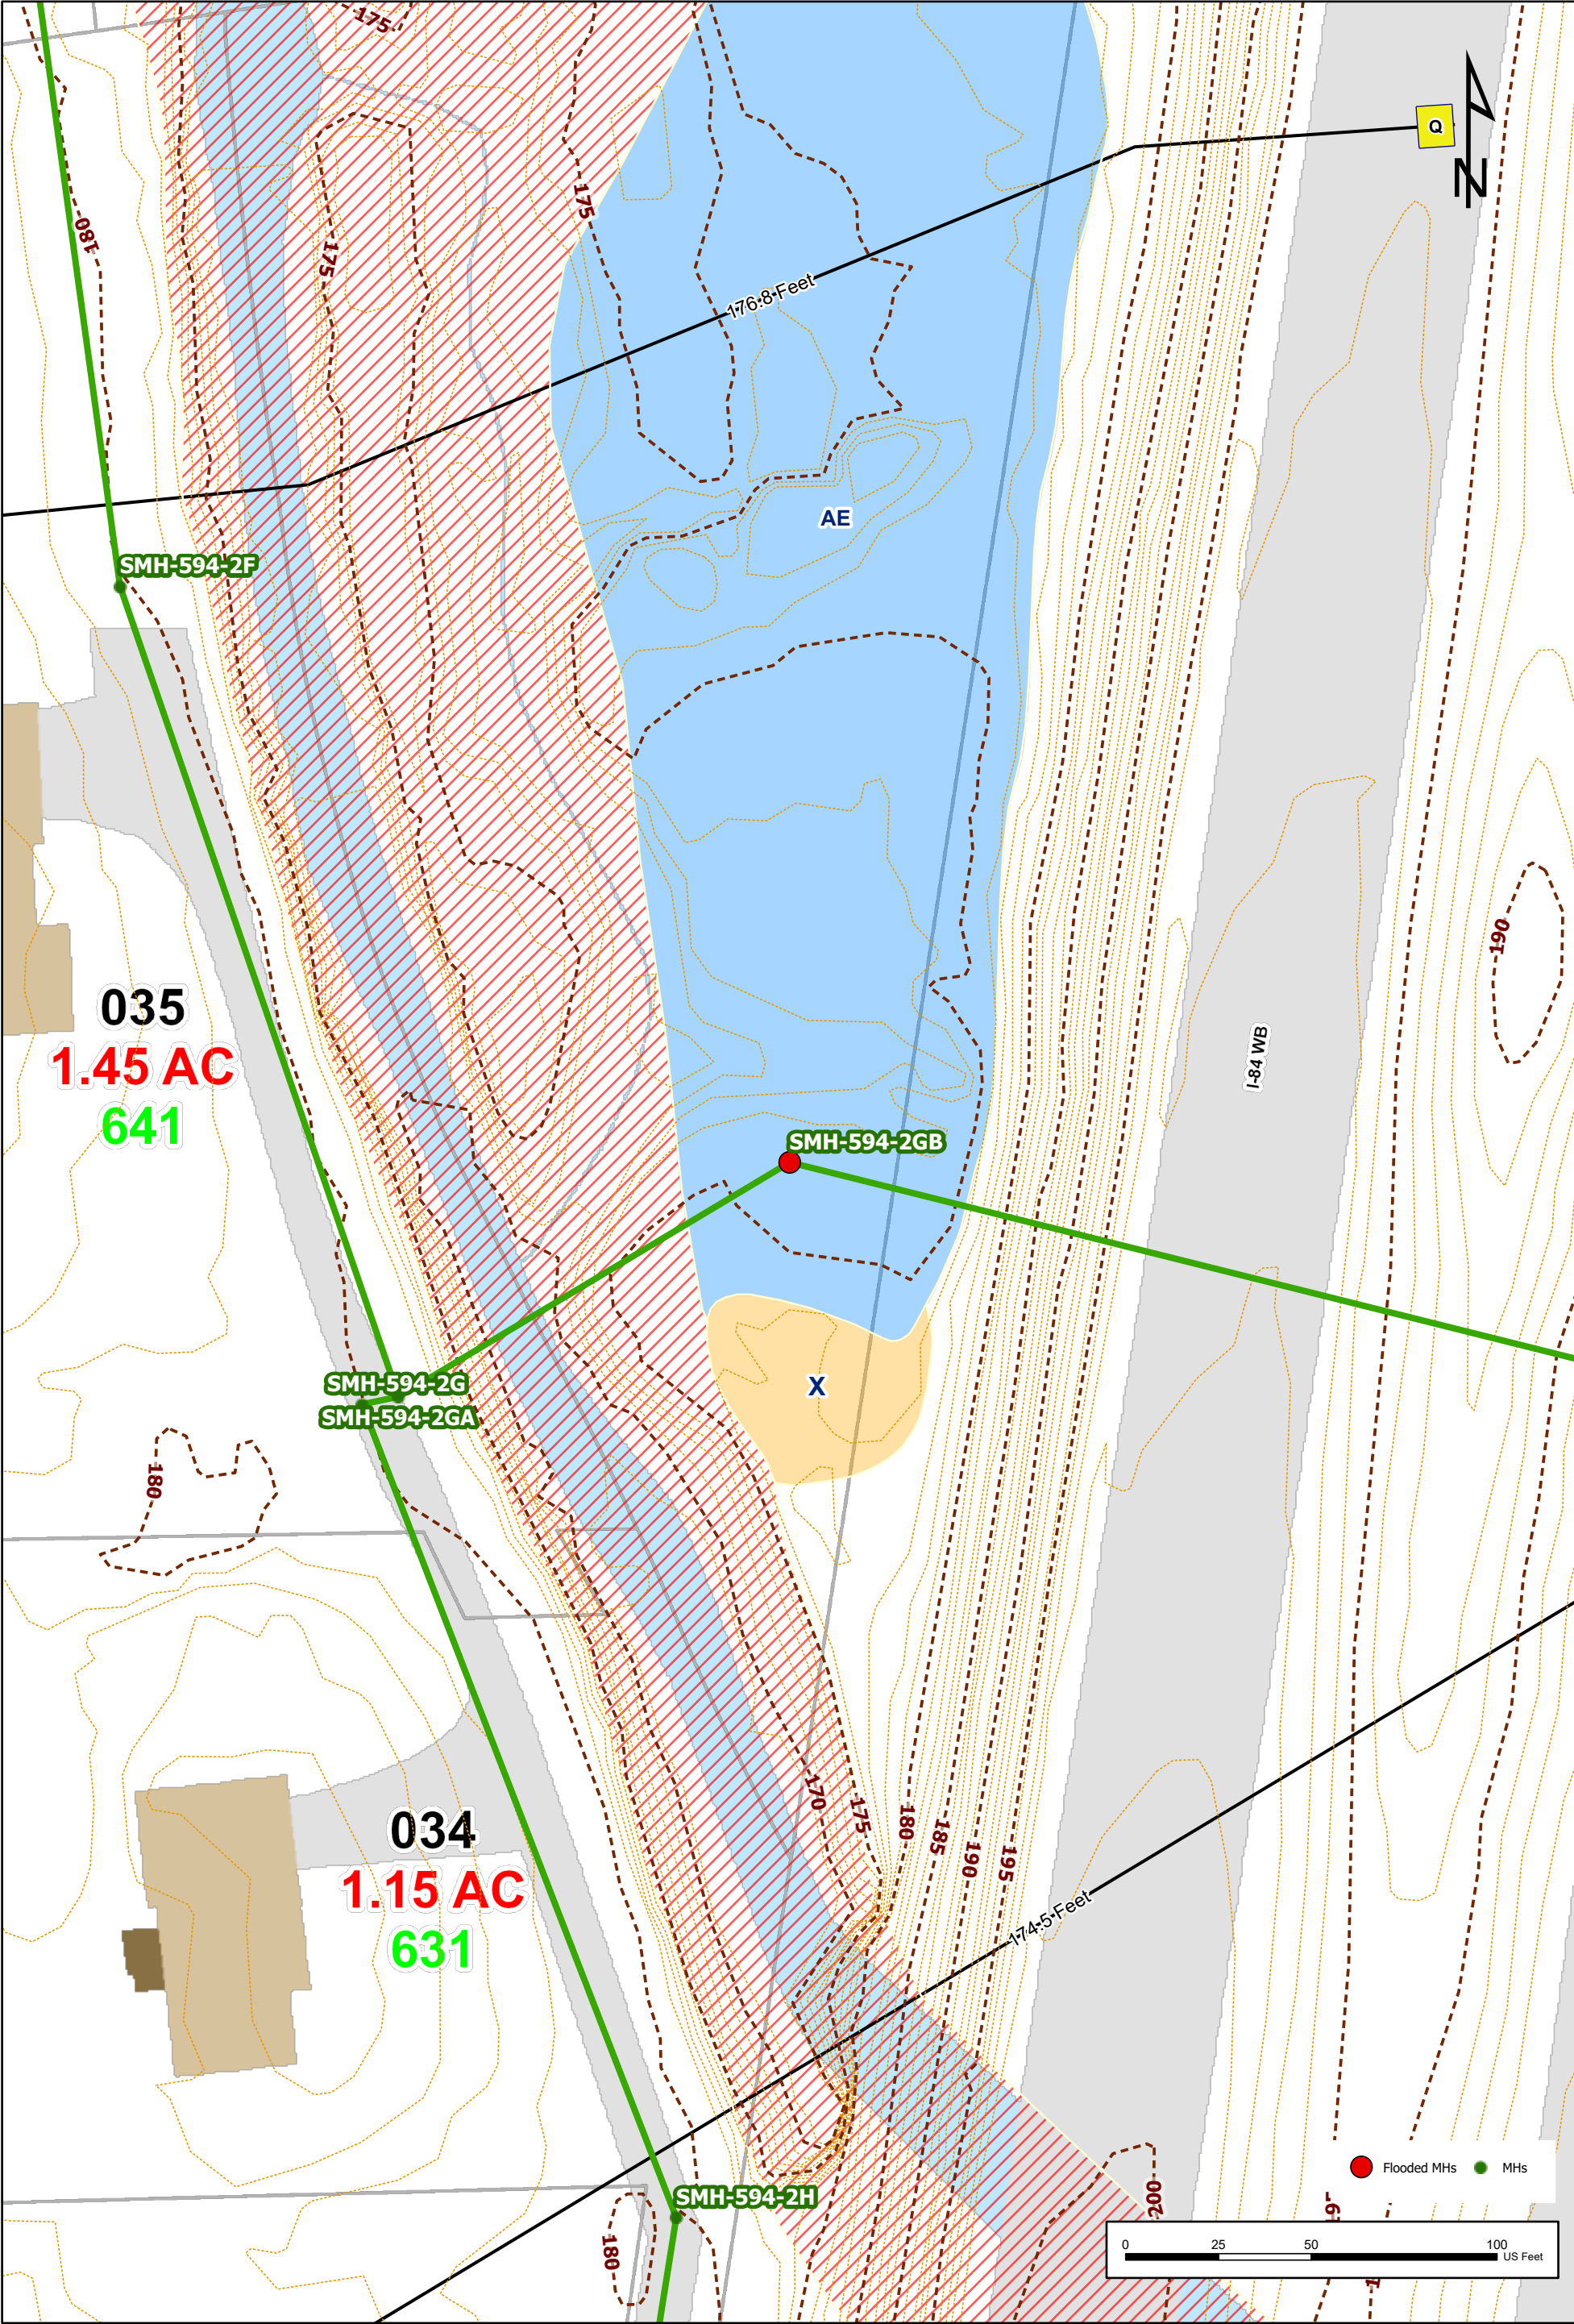 175
Q
N
180
175
175
176.8 Feet
AE
SMH-594-2F
190
035
1.45 AC
641
I-84 WB
SMH-594-2GB
SMH-594-2G
X
SMH-594-2GA
180
170
175
180
185
190
195
034
1.15 AC
631
174.5 Feet
Flooded MHs
MHs
SMH-594-2H
200
180
0 25 50 100
US Feet